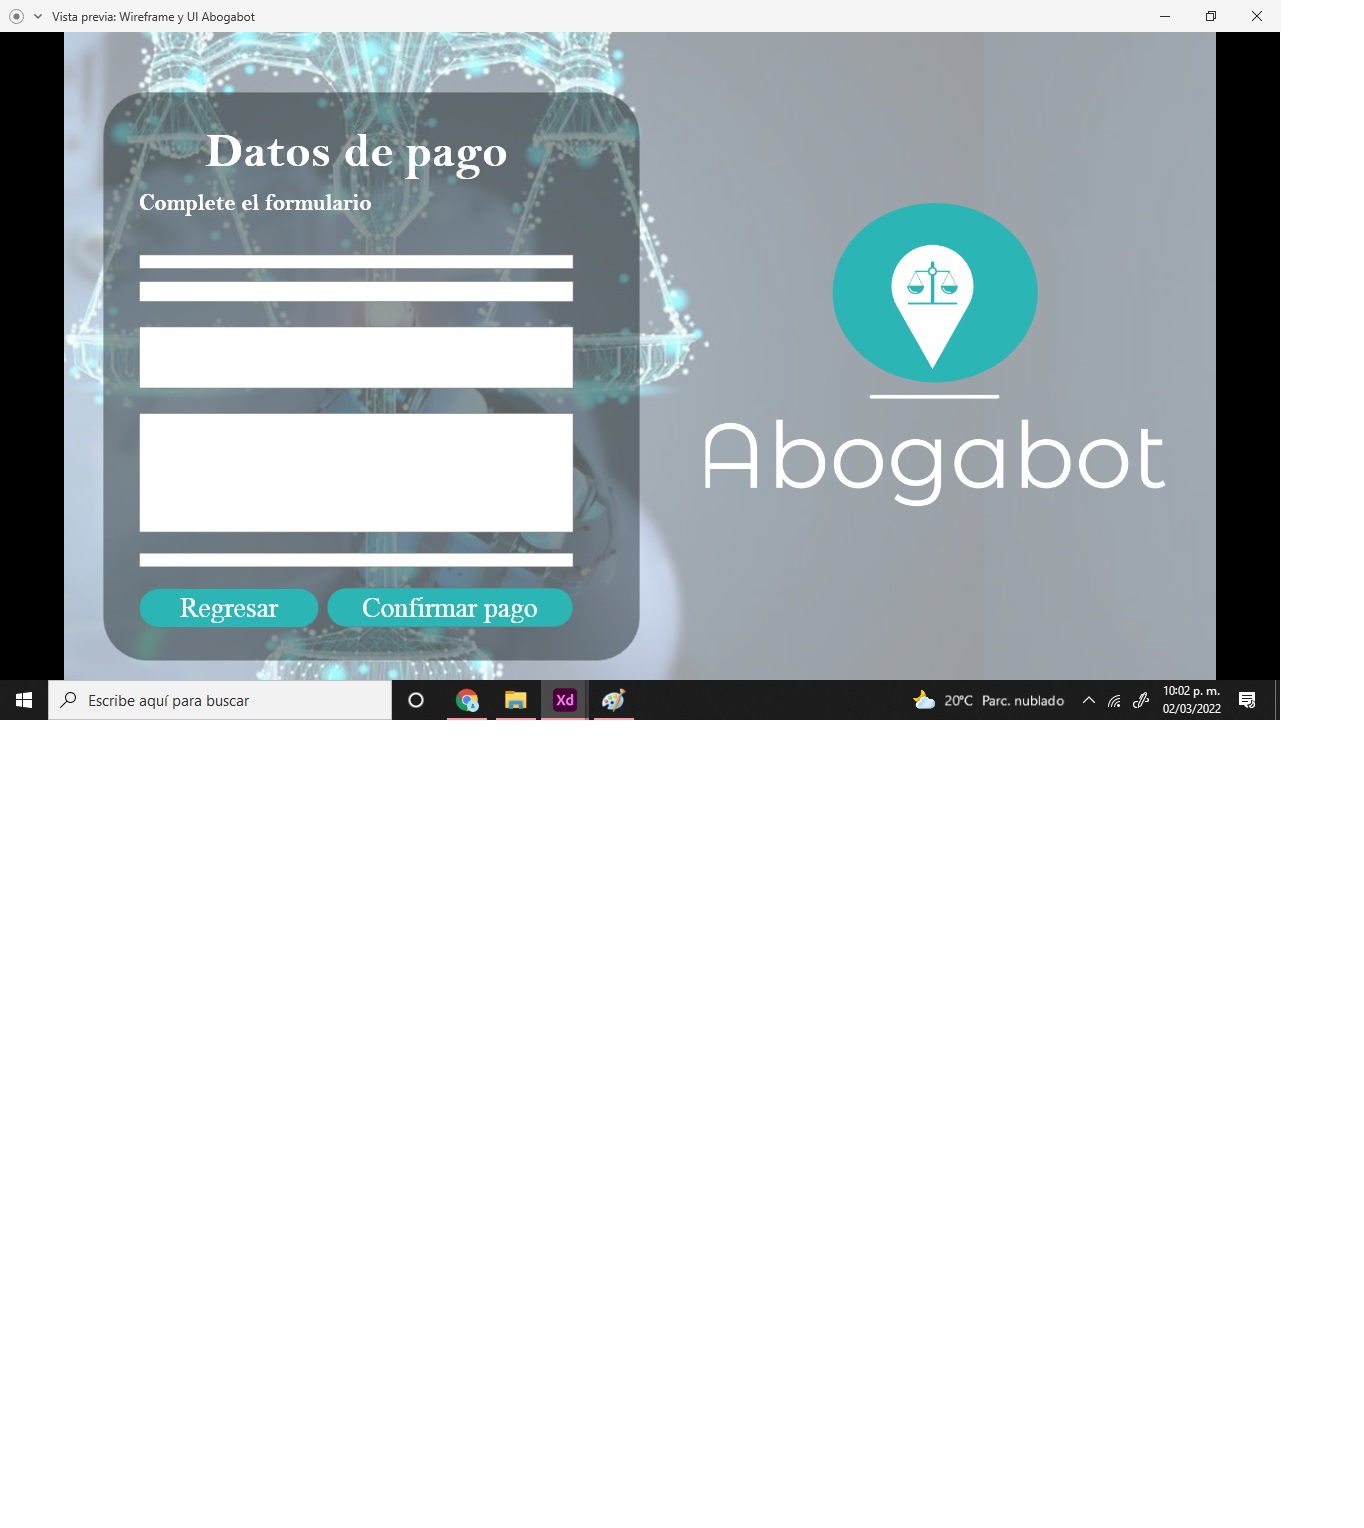 Vista previa: Wireframe y UI Abogabot
Datos de pago
Complete el formulario
Regresar
Confirmar pago
Abogabot
Escribe aquí para buscar
Xd
20°C Parc. nublado
10:02 p. m.
02/03/2022